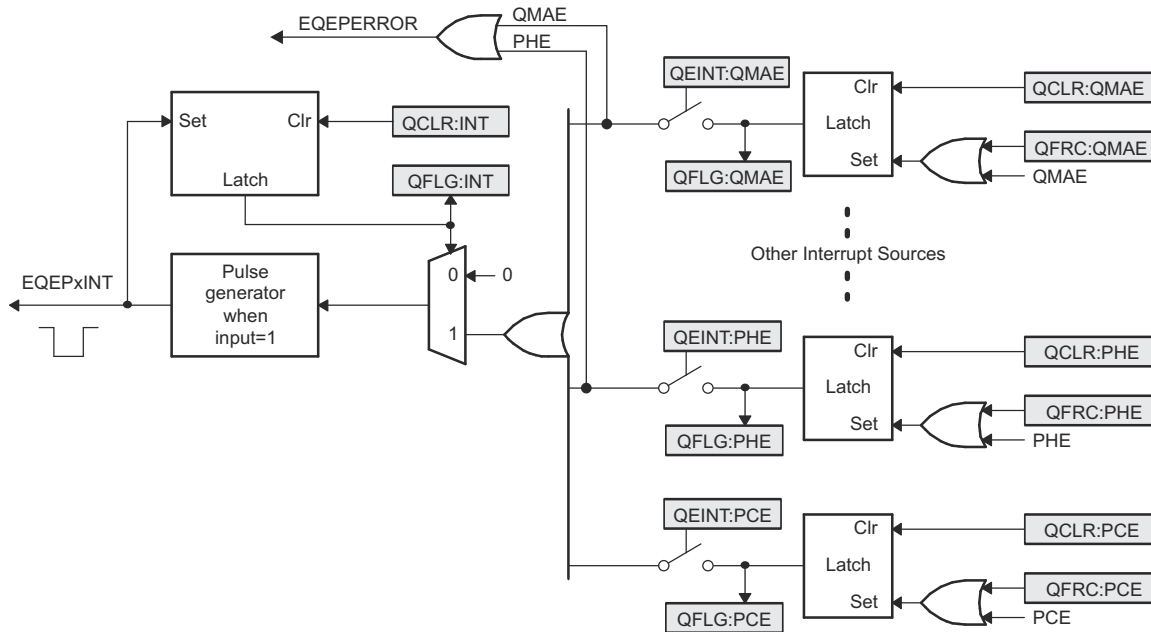 EQEPERROR
QMAE
PHE
Set
Clr
Latch
QCLR:INT
QFLG:INT
EQEPxINT
Pulse
generator
when
input=1
0
0
1
QEINT:QMAE
QFLG:QMAE
Clr
Latch
Set
QCLR:QMAE
QFRC:QMAE
QMAE
Other Interrupt Sources
QEINT:PHE
QFLG:PHE
Clr
Latch
Set
QCLR:PHE
QFRC:PHE
PHE
QEINT:PCE
QFLG:PCE
Clr
Latch
Set
QCLR:PCE
QFRC:PCE
PCE